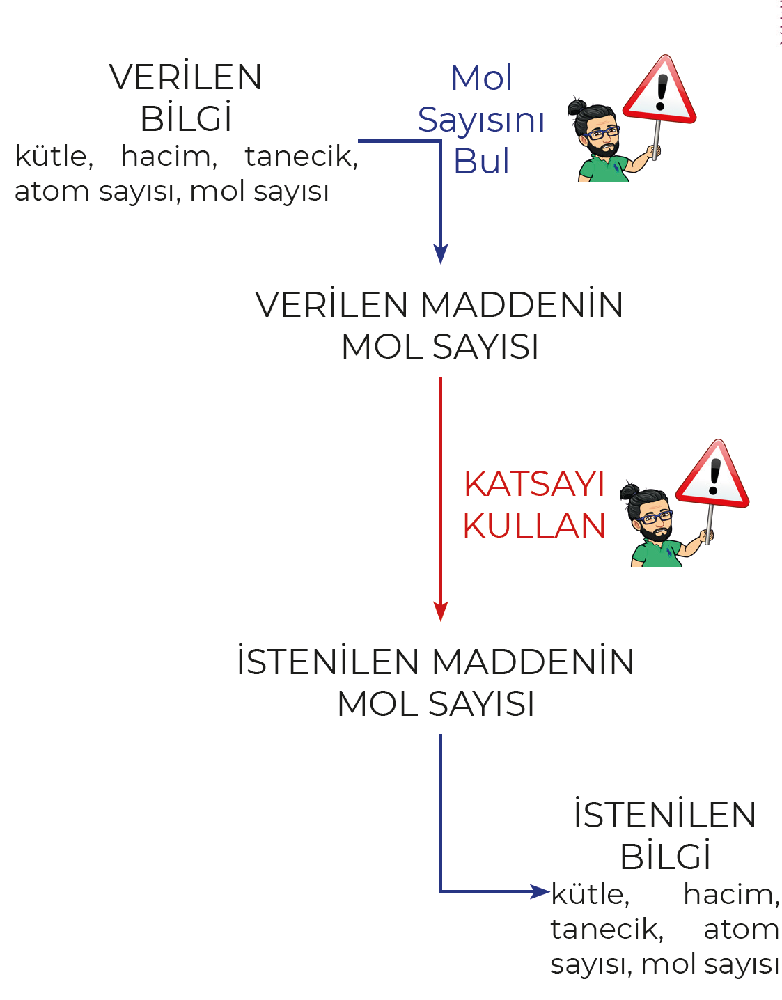 VERİLEN
BİLGİ
kütle, hacim, tanecik,
atom sayısı, mol sayısı
Mol
Sayısını
Bul
VERİLEN MADDENİN
MOL SAYISI
KATSAYI
KULLAN
İSTENİLEN MADDENİN
MOL SAYISI
İSTENİLEN
BİLGİ
kütle, hacim,
tanecik, atom
sayısı, mol sayısı